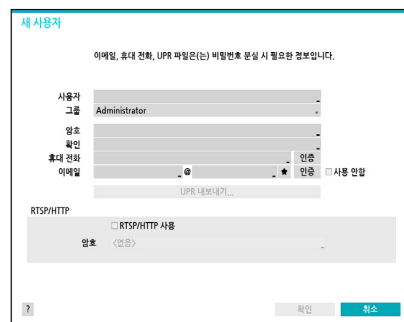 새 사용자
이메일, 휴대 전화, UPR 파일은(는) 비밀번호 분실 시 필요한 정보입니다.
사용자
그룹 Administrator
암호
확인
휴대 전화 인증
이메일 @ ★ 인증 사용 안함
UPR 내보내기...
RTSP/HTTP
RTSP/HTTP 사용
암호 <없음>
? 확인 취소